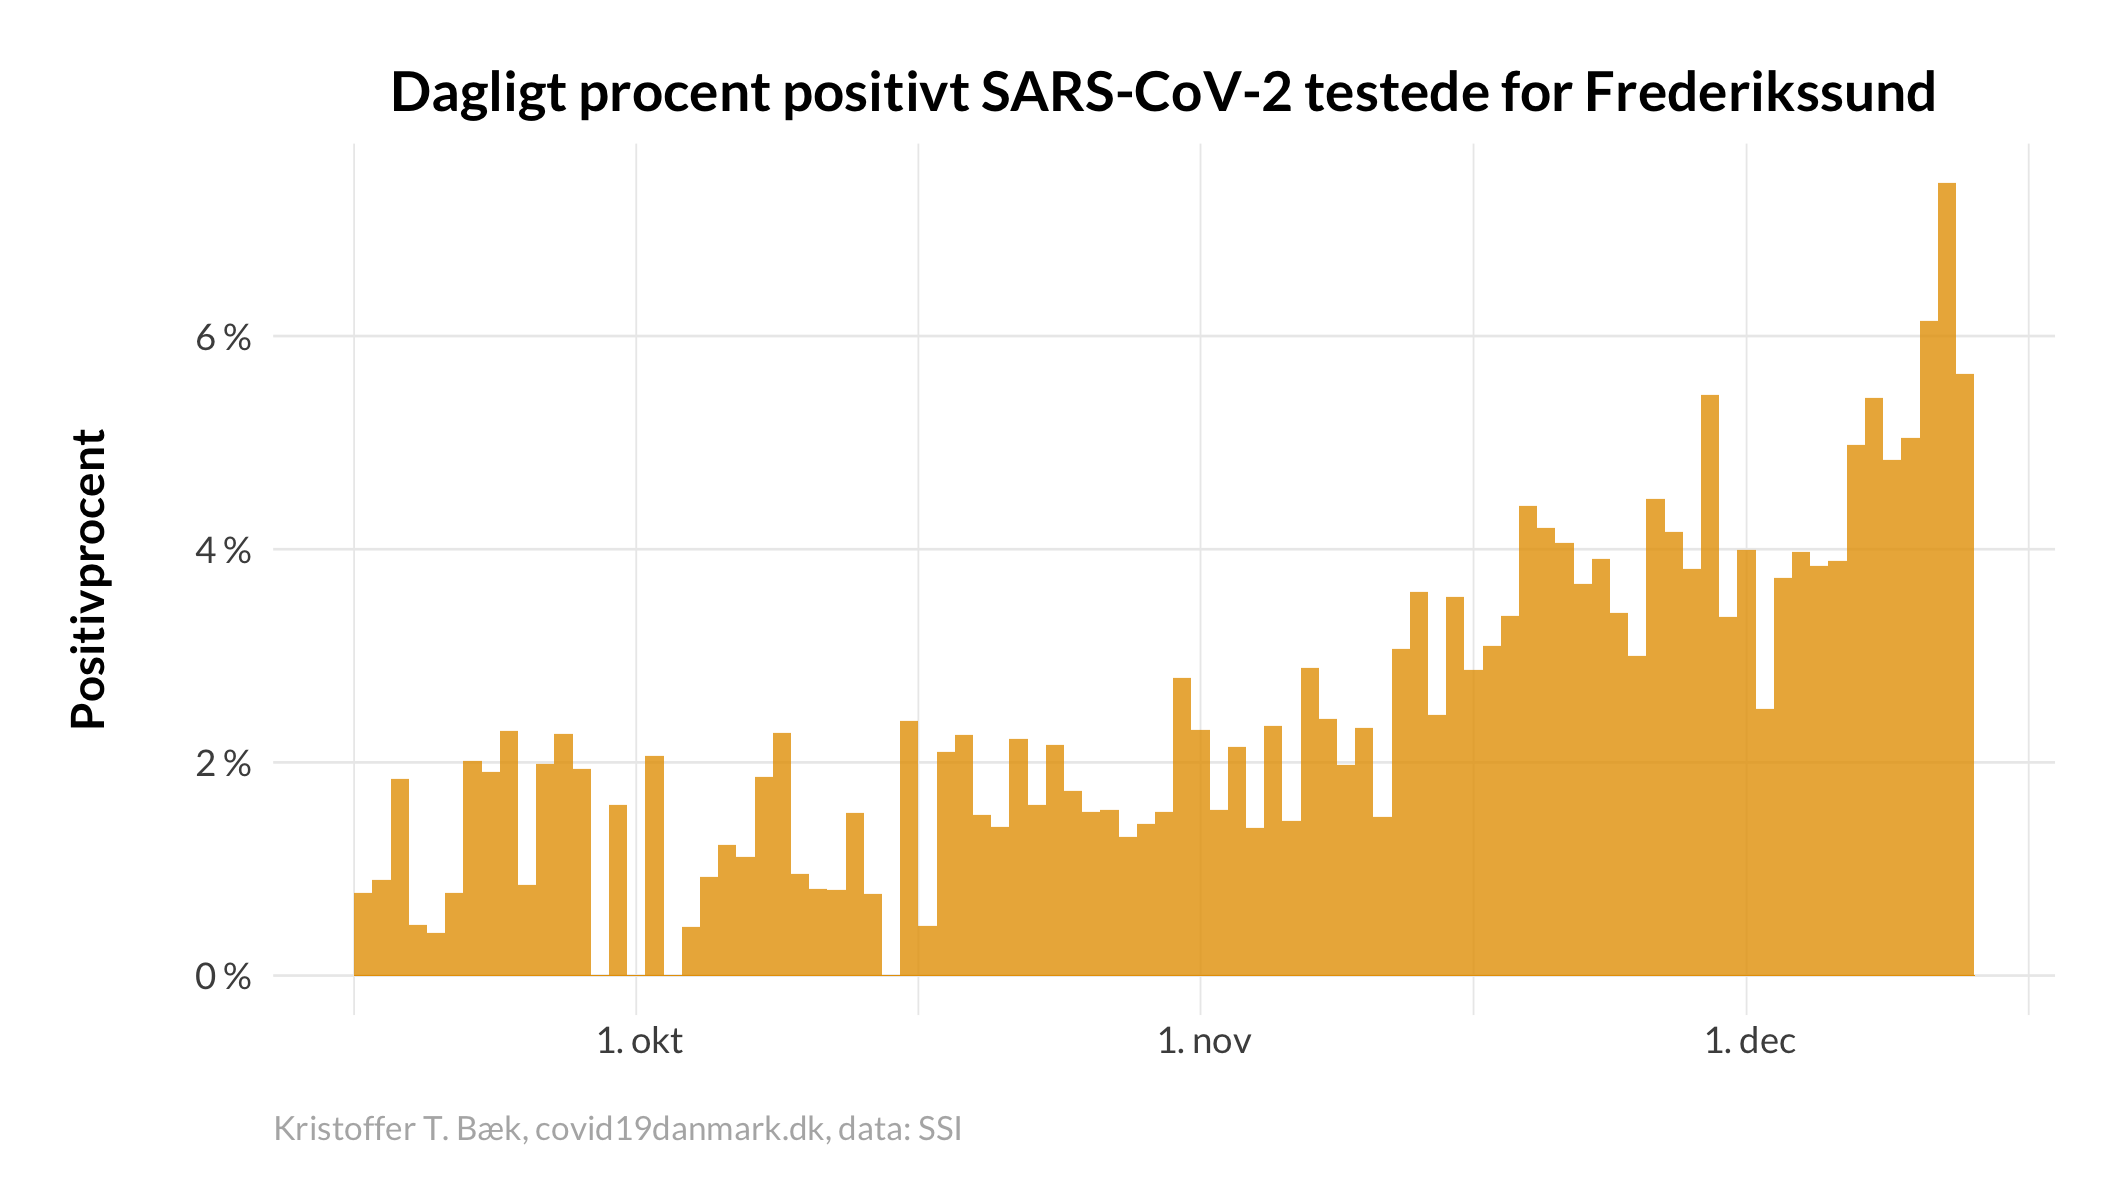 Dagligt procent positivt SARS-CoV-2 testede for Frederikssund
Positivprocent
6 %
4 %
2 %
0 %
1. okt
1. nov
1. dec
Kristoffer T. Bæk, covid19danmark.dk, data: SSI